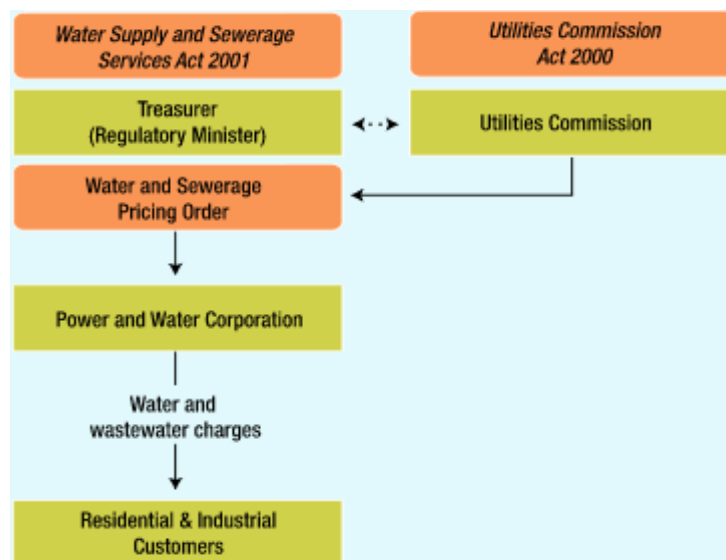 Water Supply and Sewerage
Services Act 2001
Utilities Commission
Act 2000
Treasurer
(Regulatory Minister)
Utilities Commission
Water and Sewerage
Pricing Order
Power and Water Corporation
Water and
wastewater charges
Residential & Industrial
Customers